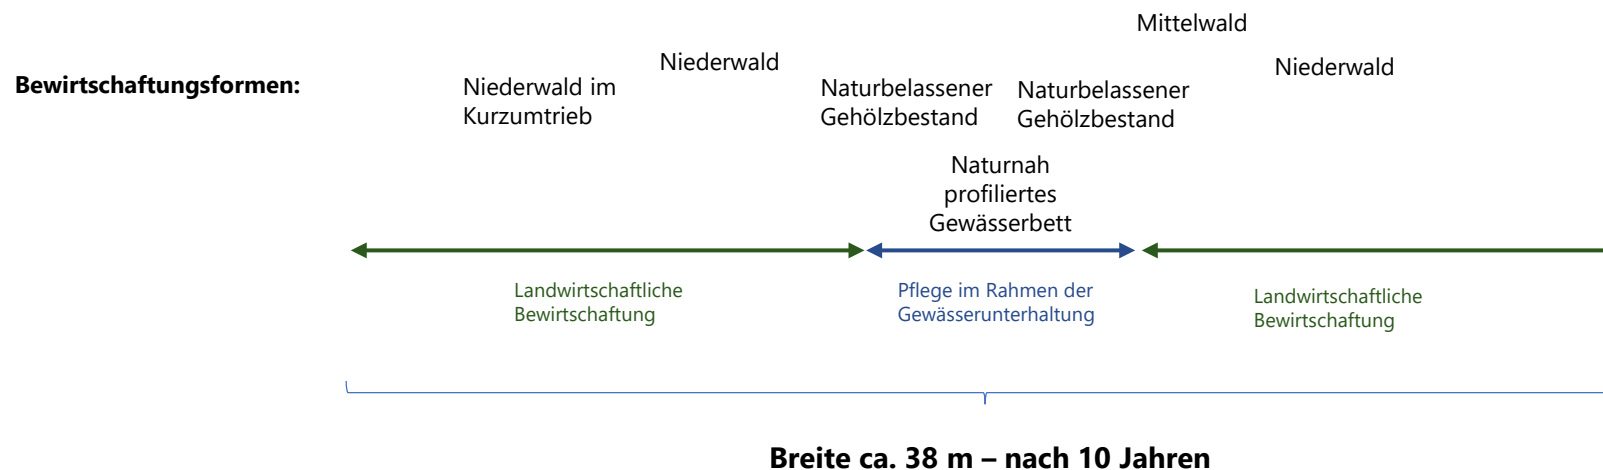 Mittelwald
Niederwald
Niederwald
Bewirtschaftungsformen:
Niederwald im
Kurzumtrieb
Naturbelassener
Gehölzbestand
Naturbelassener
Gehölzbestand
Naturnah
profiliertes
Gewässerbett
Landwirtschaftliche
Bewirtschaftung
Pflege im Rahmen der
Gewässerunterhaltung
Landwirtschaftliche
Bewirtschaftung
Breite ca. 38 m – nach 10 Jahren